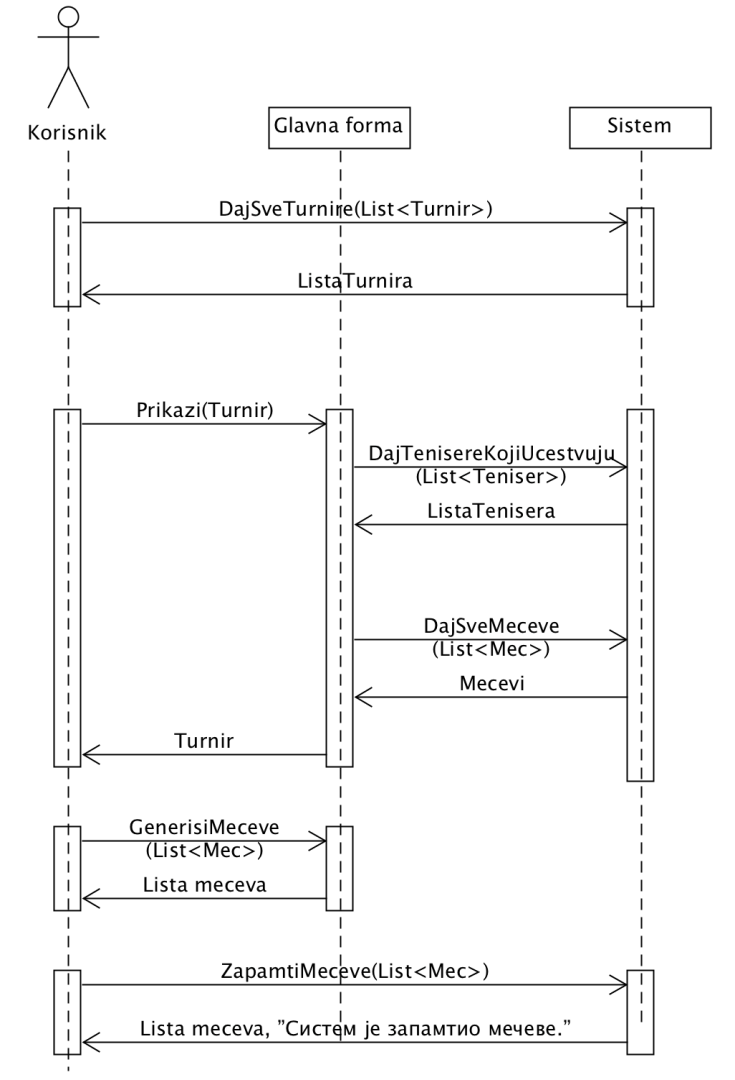 Korisnik
Glavna forma
Sistem
DajSveTurnire(List<Turnir>)
ListaTurnira
Prikazi(Turnir)
DajTenisereKojiUcestvuju
(List<Teniser>)
ListaTenisera
DajSveMeceve
(List<Mec>)
Mecevi
Turnir
GenerisiMeceve
(List<Mec>)
Lista meceva
ZapamtiMeceve(List<Mec>)
Lista meceva, "Систем је запамтио мечеве."